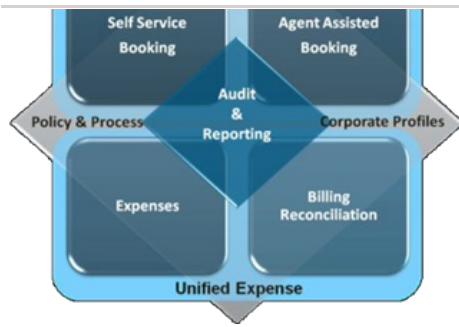 Self Service
Booking
Agent Assisted
Booking
Audit
&
Reporting
Policy & Process
Corporate Profiles
Expenses
Billing
Reconciliation
Unified Expense